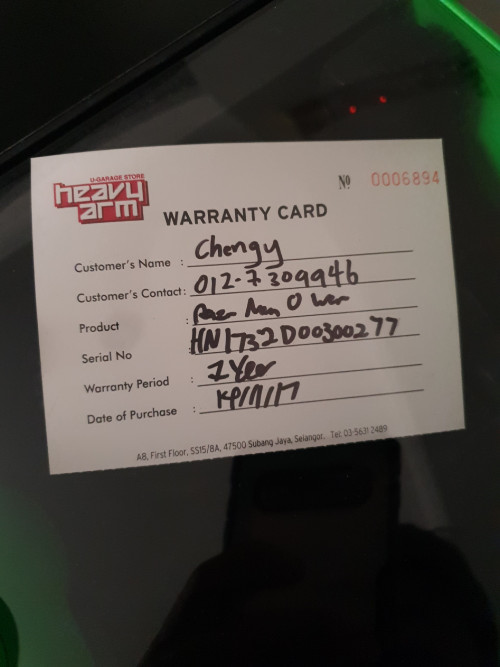 U-GARAGE STORE
heavy arm
Nº 0006894
WARRANTY CARD
Customer's Name : Chengy
Customer's Contact: 012-7309946
Product :
Serial No HN1732D00300277
Warranty Period : 1 Year
Date of Purchase :
A8, First Floor, SS15/8A, 47500 Subang Jaya, Selangor. Tel: 03-5631 2489